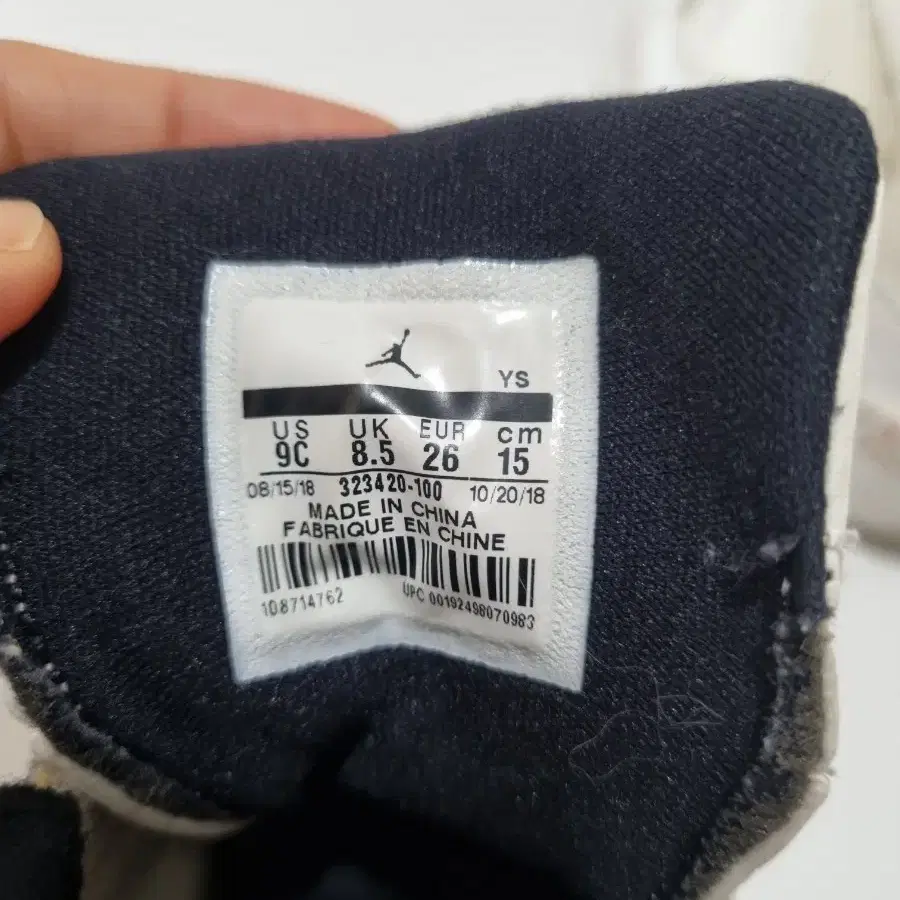 YS
US UK EUR cm
9C 8.5 26 15
08/15/18 323420-100 10/20/18
MADE IN CHINA
FABRIQUE EN CHINE
108714762 UPC 00192498070983